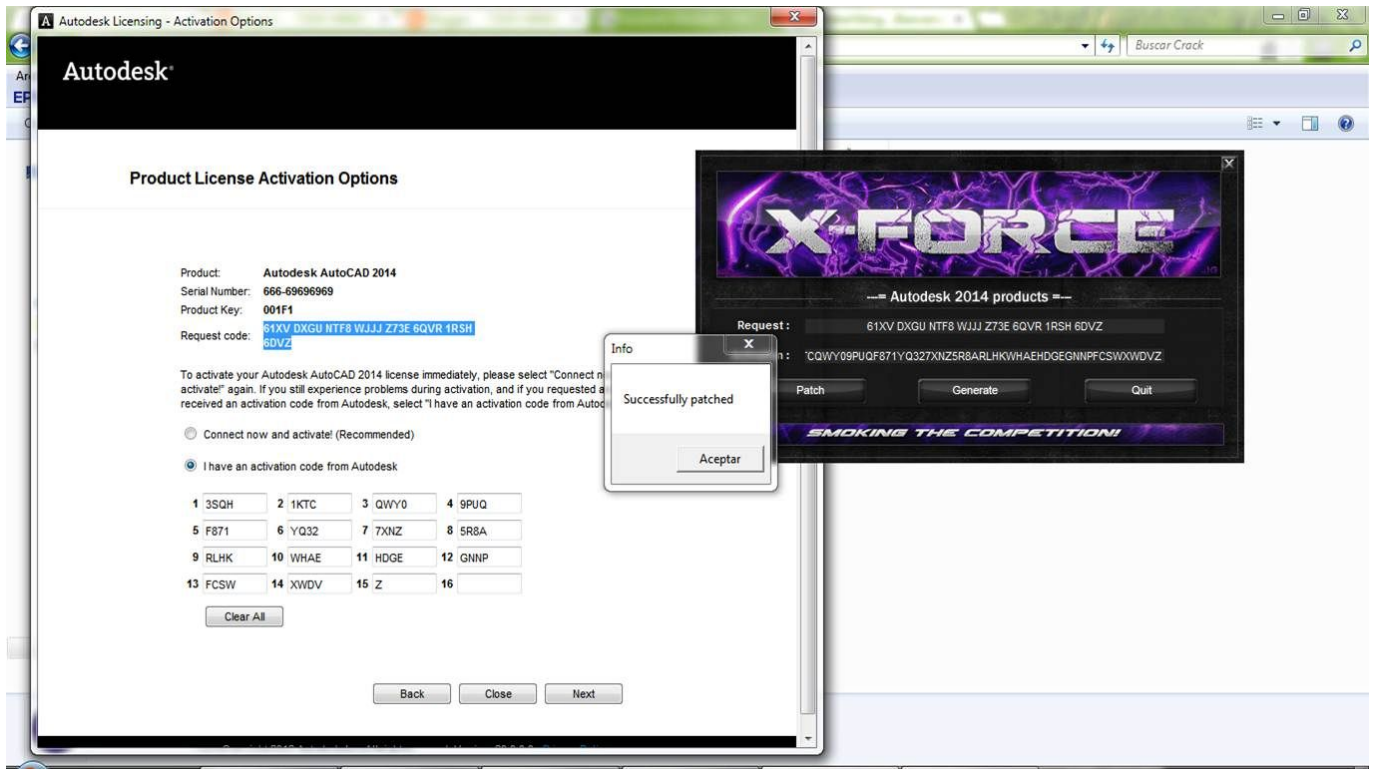 Autodesk Licensing - Activation Options
Buscar Crack
Autodesk
Product License Activation Options
Product: Autodesk AutoCAD 2014
Serial Number: 666-69696969
Product Key: 001F1
Request code: 61XV DXGU NTF8 WJJJ Z73E 6QVR 1RSH
6DVZ
To activate your Autodesk AutoCAD 2014 license immediately, please select "Connect
activate!" again. If you still experience problems during activation, and if you requested
received an activation code from Autodesk, select "I have an activation code from
Connect now and activate! (Recommended)
I have an activation code from Autodesk
1 3SQH 2 1KTC 3 QWY0 4 9PUQ
5 F871 6 YQ32 7 7XNZ 8 5R8A
9 RLHK 10 WHAE 11 HDGE 12 GNNP
13 FCSW 14 XWDV 15 Z 16
Clear All
Back Close Next
Info
Successfully patched
Aceptar
X-FORCE
---= Autodesk 2014 products =---
Request: 61XV DXGU NTF8 WJJJ Z73E 6QVR 1RSH 6DVZ
CQWY09PUQF871YQ327XNZ5R8ARLHKWHAEHDGEGNNPFCSWXWDVZ
Patch Generate Quit
SMOKING THE COMPETITION!